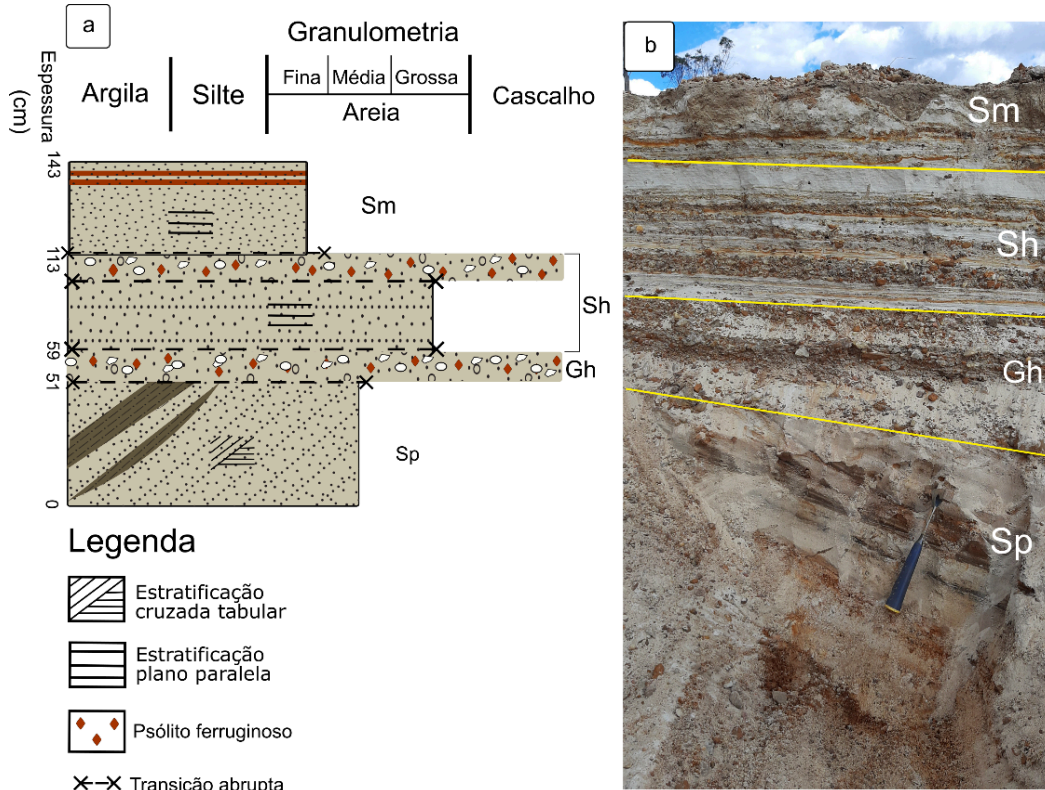 a
Granulometria
Espessura
(cm)
Argila
Silte
Fina
Média
Grossa
Areia
Cascalho
143
113
59
51
0
Sm
Sh
Gh
Sp
Legenda
Estratificação
cruzada tabular
Estratificação
plano paralela
Psólito ferruginoso
Transição abrupta
b
Sm
Sh
Gh
Sp